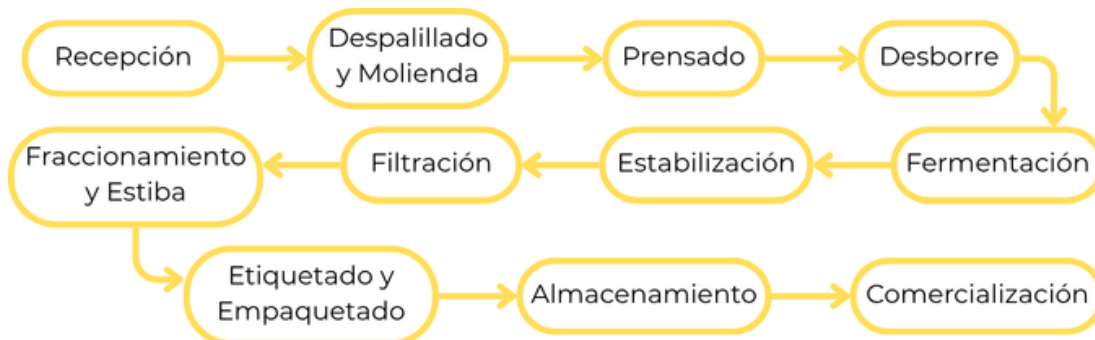 Recepción
Despalillado
y Molienda
Prensado
Desborre
Fermentación
Estabilización
Filtración
Fraccionamiento
y Estiba
Etiquetado y
Empaquetado
Almacenamiento
Comercialización